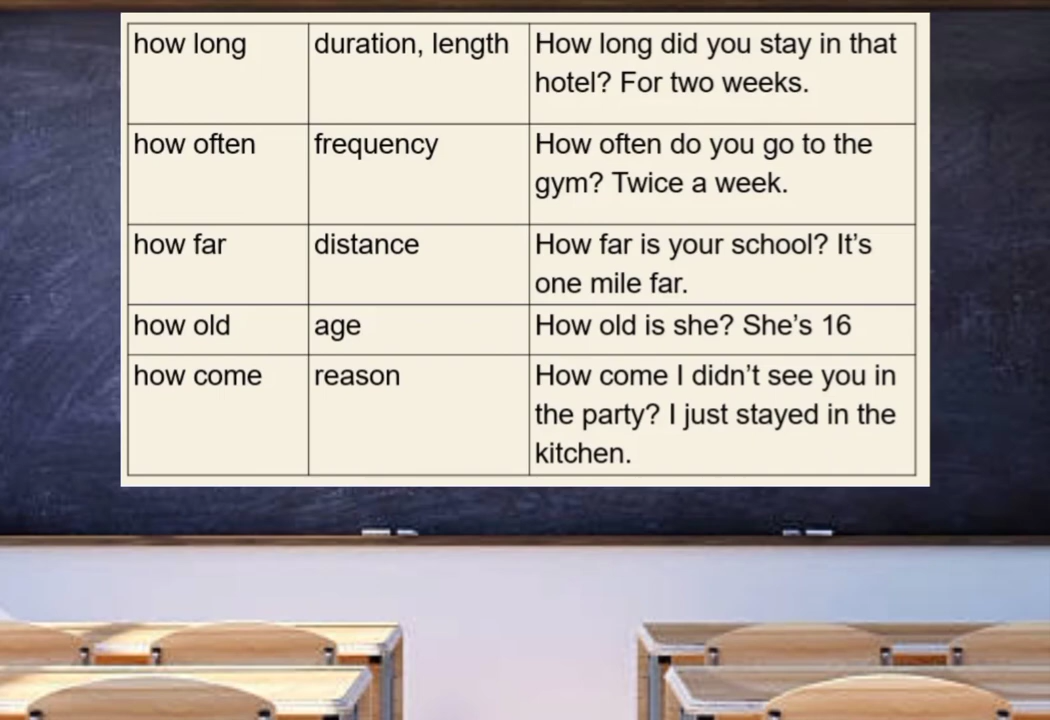 how long duration, length How long did you stay in that
hotel? For two weeks.
how often frequency How often do you go to the
gym? Twice a week.
how far distance How far is your school? It’s
one mile far.
how old age How old is she? She’s 16
how come reason How come I didn’t see you in
the party? I just stayed in the
kitchen.